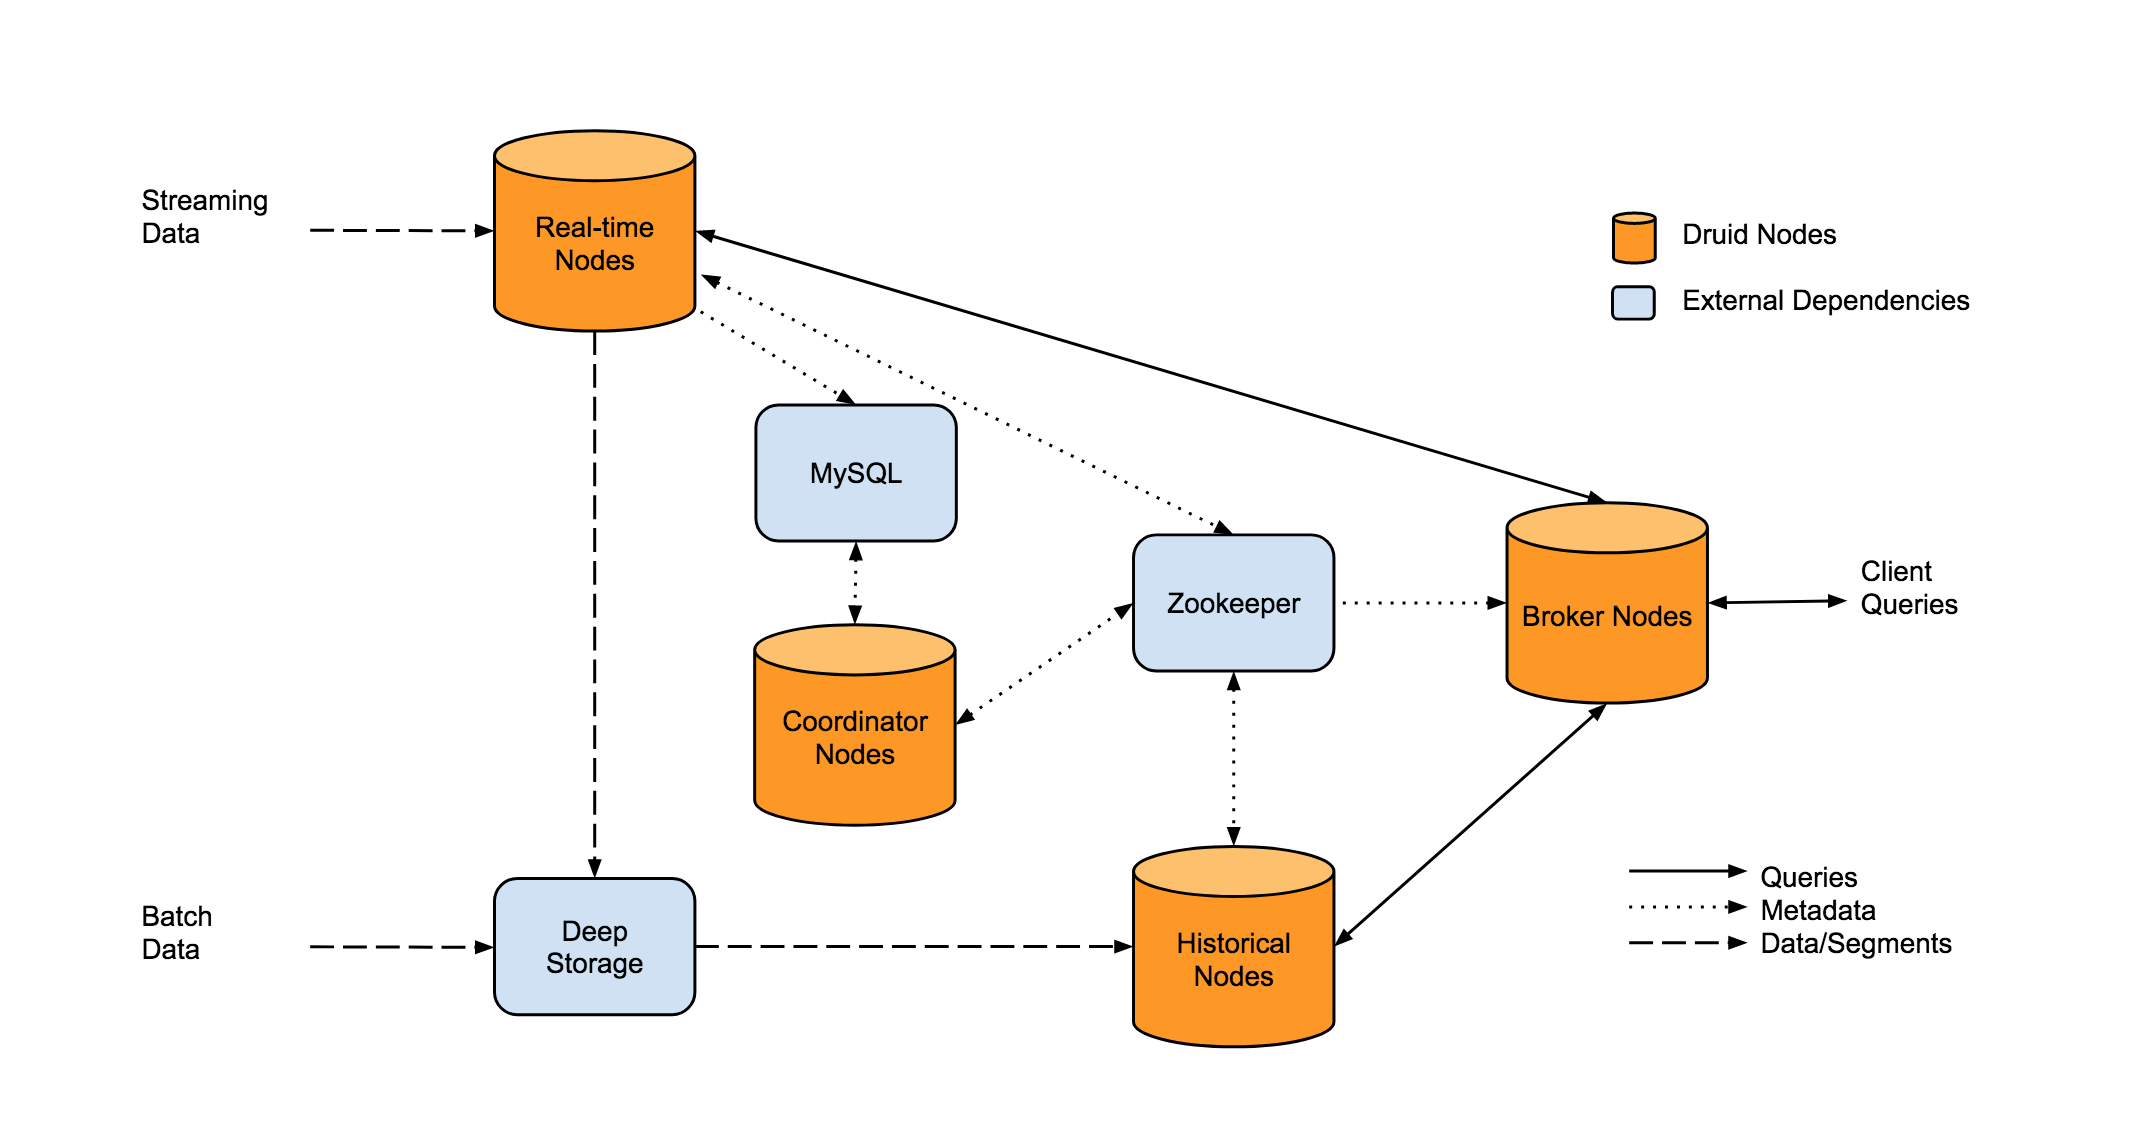 Streaming
Data
Real-time
Nodes
Druid Nodes
External Dependencies
MySQL
Zookeeper
Broker Nodes
Client
Queries
Coordinator
Nodes
Batch
Data
Deep
Storage
Historical
Nodes
Queries
Metadata
Data/Segments